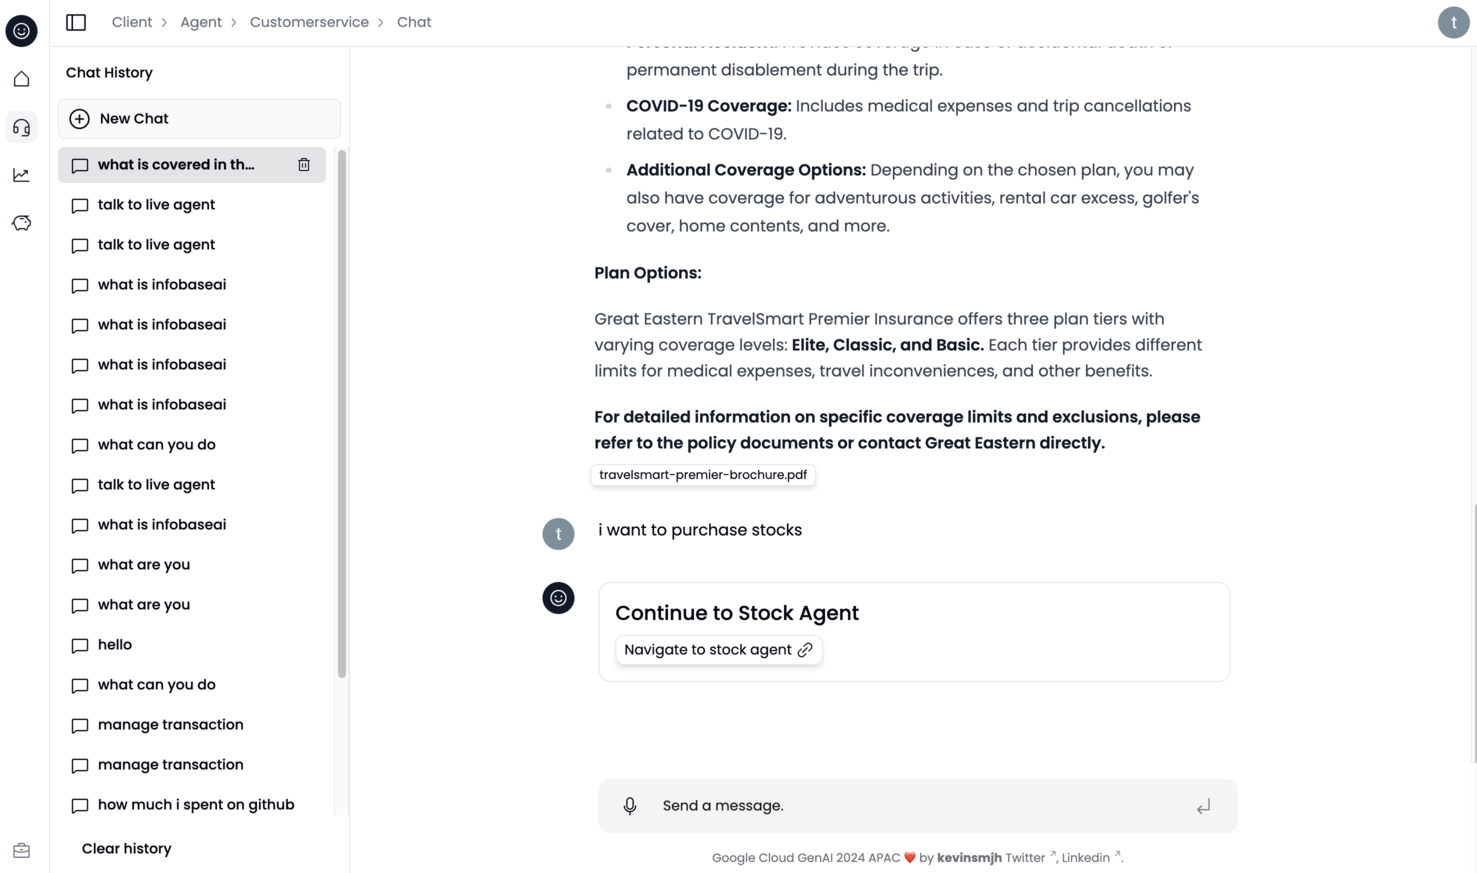 Client > Agent > Customerservice > Chat
t
Chat History
New Chat
what is covered in th...
talk to live agent
talk to live agent
what is infobaseai
what is infobaseai
what is infobaseai
what is infobaseai
what can you do
talk to live agent
what is infobaseai
what are you
what are you
hello
what can you do
manage transaction
manage transaction
how much i spent on github
Clear history
permanent disablement during the trip.
COVID-19 Coverage: Includes medical expenses and trip cancellations
related to COVID-19.
Additional Coverage Options: Depending on the chosen plan, you may
also have coverage for adventurous activities, rental car excess, golfer's
cover, home contents, and more.
Plan Options:
Great Eastern TravelSmart Premier Insurance offers three plan tiers with
varying coverage levels: Elite, Classic, and Basic. Each tier provides different
limits for medical expenses, travel inconveniences, and other benefits.
For detailed information on specific coverage limits and exclusions, please
refer to the policy documents or contact Great Eastern directly.
travelsmart-premier-brochure.pdf
t
i want to purchase stocks
Continue to Stock Agent
Navigate to stock agent
Send a message.
Google Cloud GenAI 2024 APAC ❤️ by kevinsmjh Twitter ↗, Linkedin ↗.